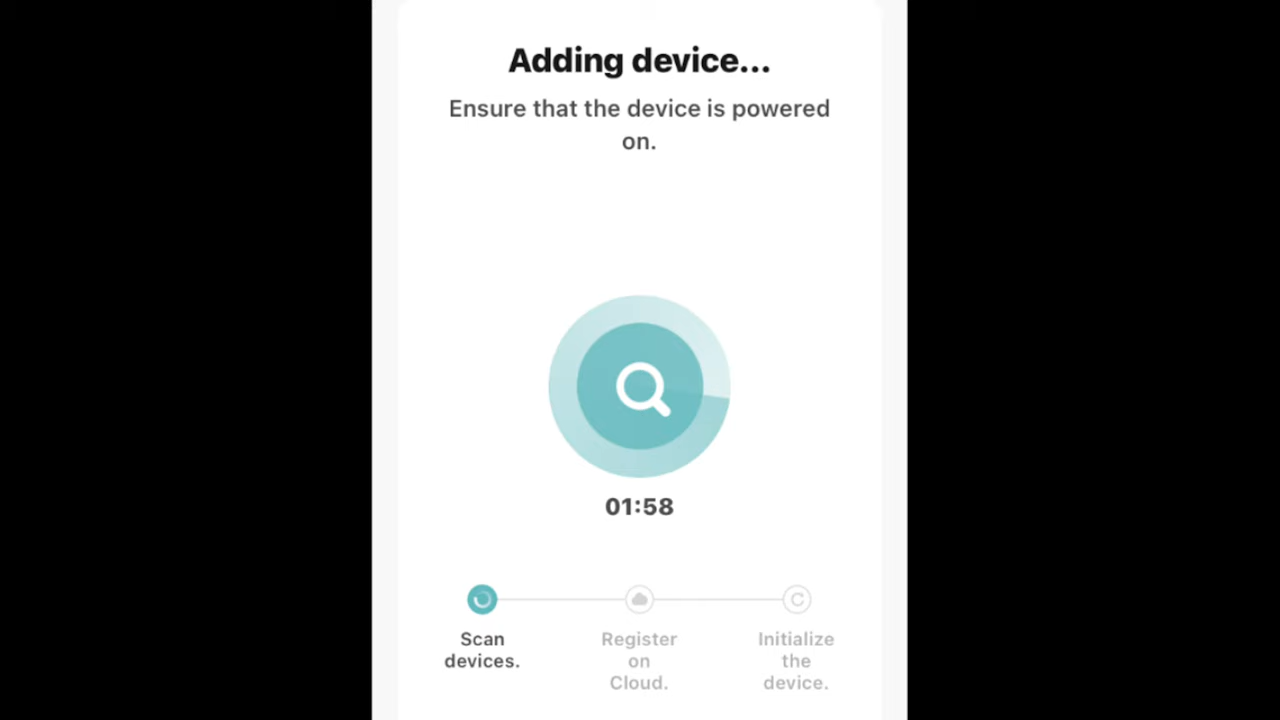 Adding device...
Ensure that the device is powered
on.
01:58
Scan
devices.
Register
on
Cloud.
Initialize
the
device.